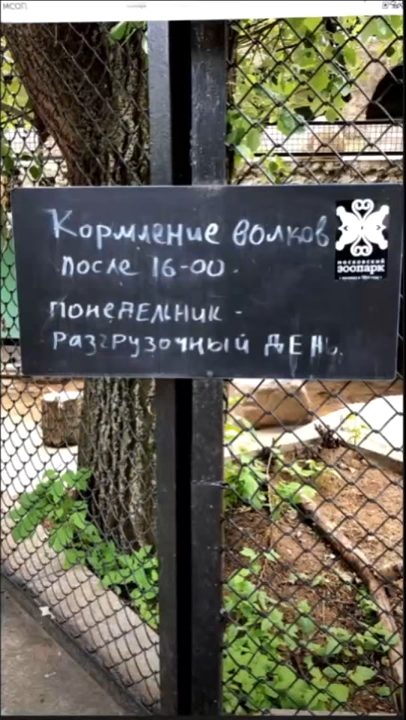 Кормление волков
после 16-00.
понедельник -
разгрузочный день.
московский
зоопарк